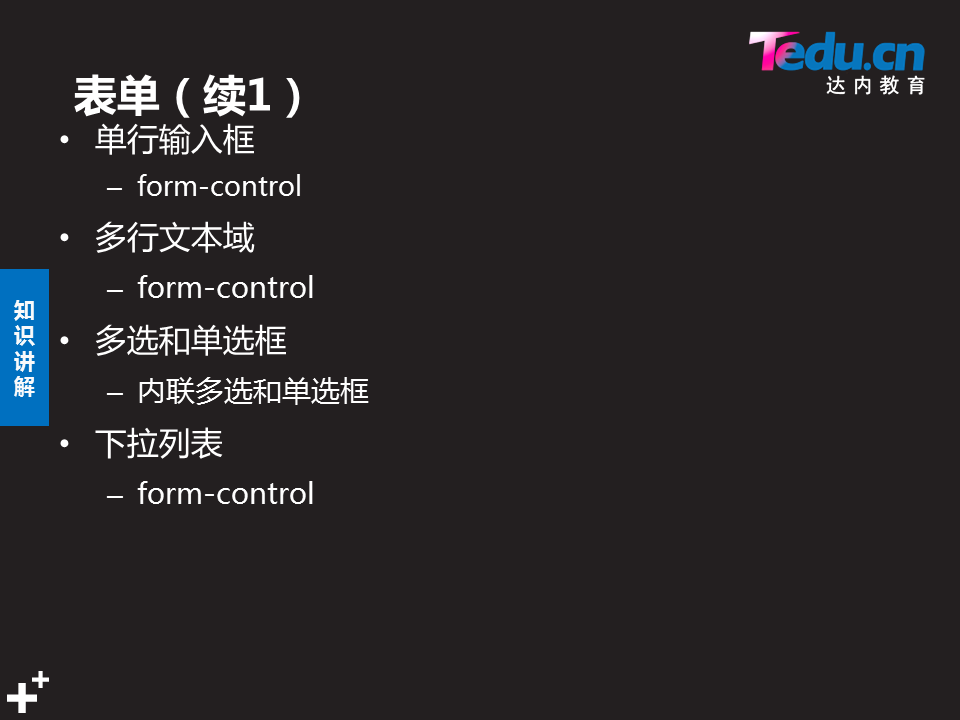 Tedu.cn
达内教育
表单（续1）
• 单行输入框
– form-control
• 多行文本域
– form-control
• 多选和单选框
– 内联多选和单选框
• 下拉列表
– form-control
知识讲解